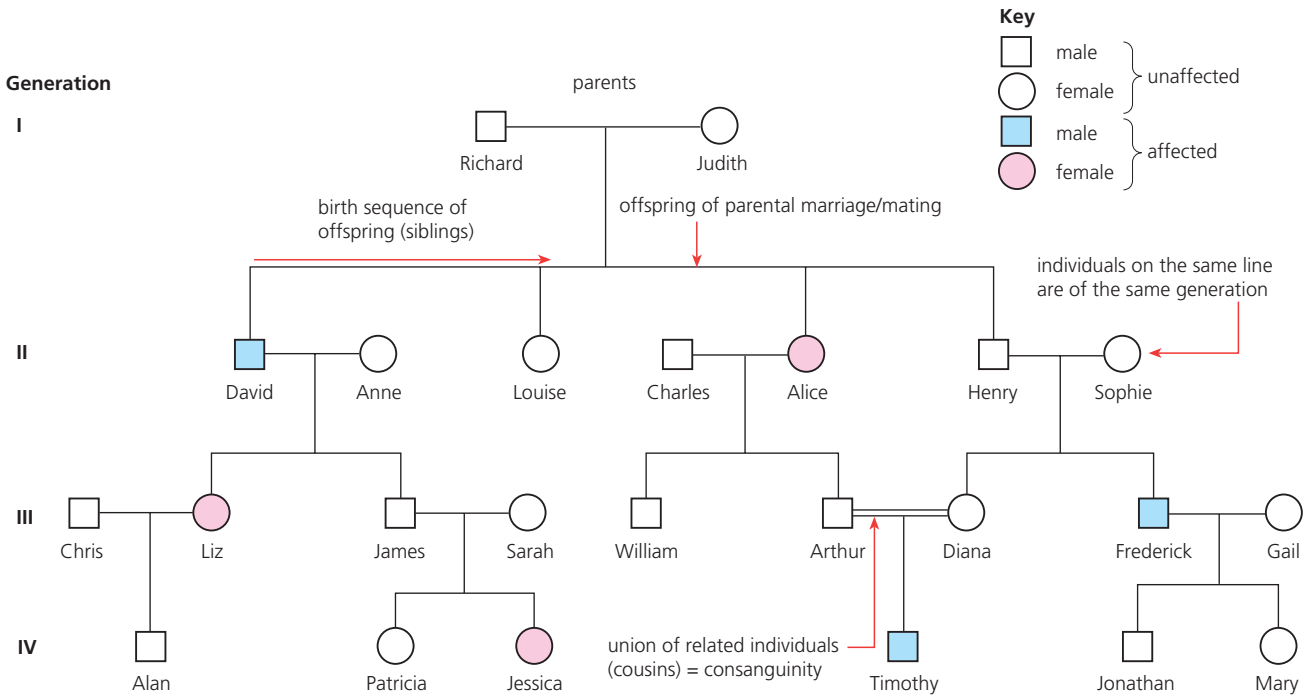 Key
male
female
unaffected
male
female
affected
Generation
parents
I
Richard
Judith
birth sequence of
offspring (siblings)
offspring of parental marriage/mating
individuals on the same line
are of the same generation
II
David
Anne
Louise
Charles
Alice
Henry
Sophie
III
Chris
Liz
James
Sarah
William
Arthur
Diana
Frederick
Gail
IV
union of related individuals
(cousins) = consanguinity
Alan
Patricia
Jessica
Timothy
Jonathan
Mary